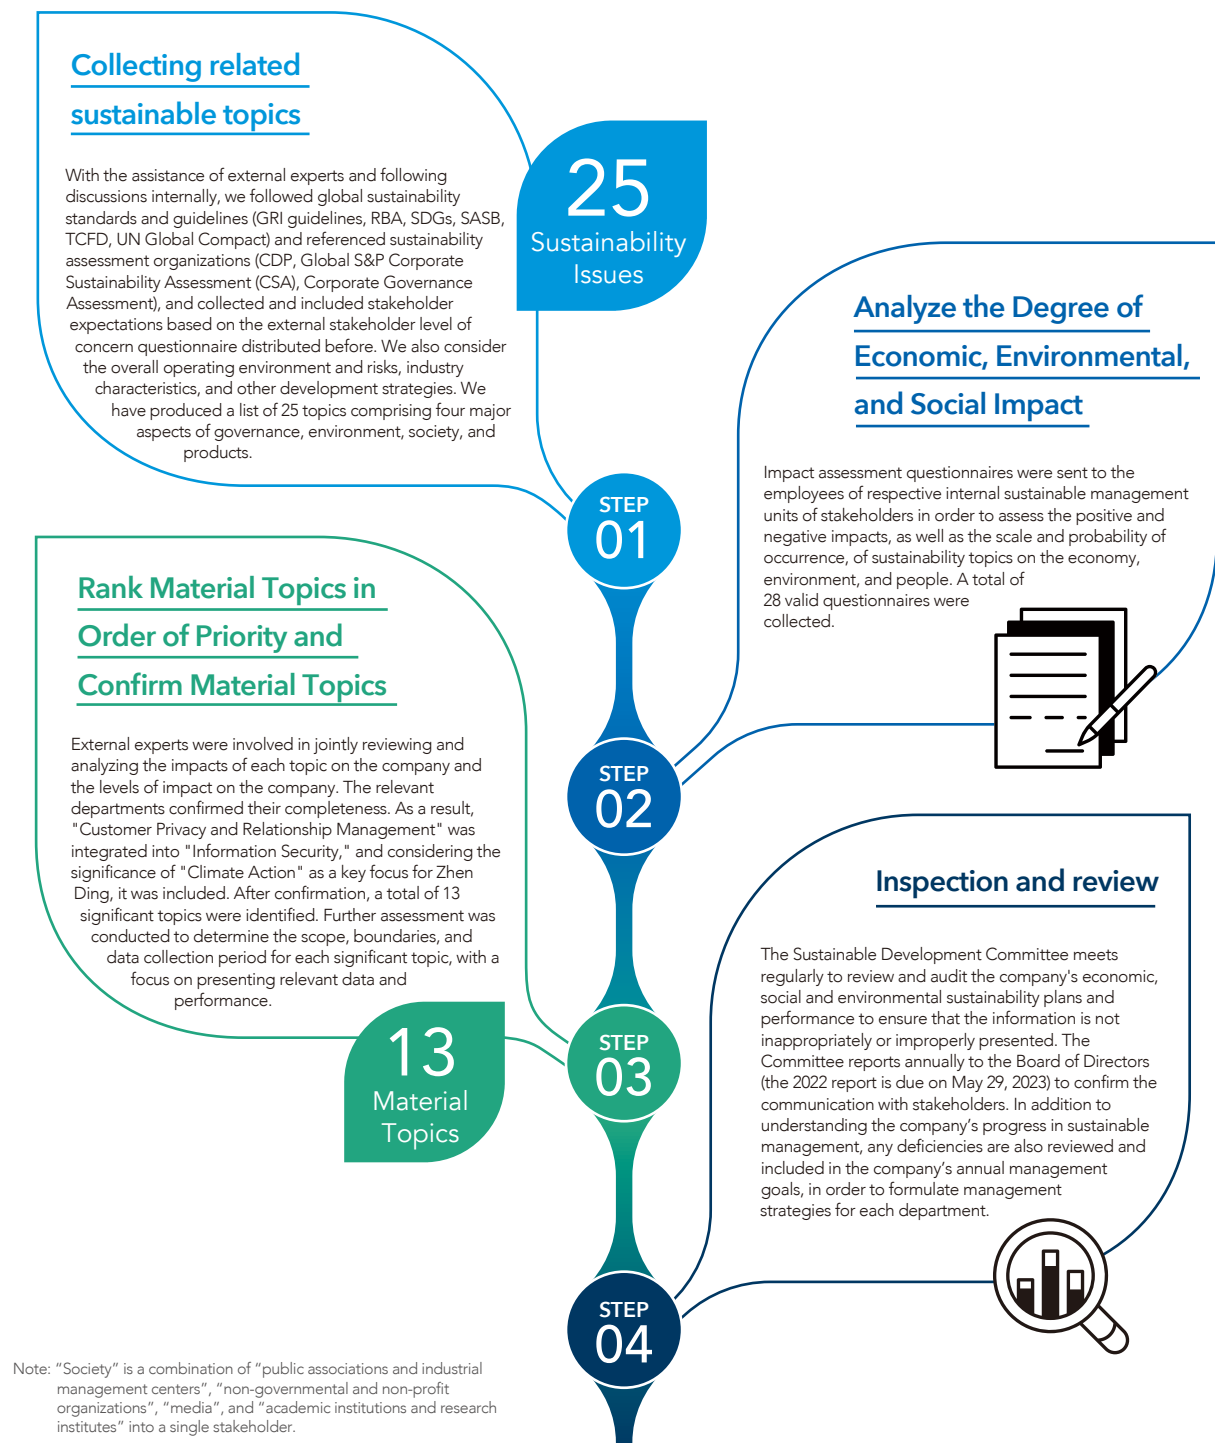 Collecting related
sustainable topics
With the assistance of external experts and following
discussions internally, we followed global sustainability
standards and guidelines (GRI guidelines, RBA, SDGs, SASB,
TCFD, UN Global Compact) and referenced sustainability
assessment organizations (CDP, Global S&P Corporate
Sustainability Assessment (CSA), Corporate Governance
Assessment), and collected and included stakeholder
expectations based on the external stakeholder level of
concern questionnaire distributed before. We also consider
the overall operating environment and risks, industry
characteristics, and other development strategies. We
have produced a list of 25 topics comprising four major
aspects of governance, environment, society, and
products.
25
Sustainability
Issues
STEP
01
Analyze the Degree of
Economic, Environmental,
and Social Impact
Impact assessment questionnaires were sent to the
employees of respective internal sustainable management
units of stakeholders in order to assess the positive and
negative impacts, as well as the scale and probability of
occurrence, of sustainability topics on the economy,
environment, and people. A total of
28 valid questionnaires were
collected.
STEP
02
Rank Material Topics in
Order of Priority and
Confirm Material Topics
External experts were involved in jointly reviewing and
analyzing the impacts of each topic on the company and
the levels of impact on the company. The relevant
departments confirmed their completeness. As a result,
"Customer Privacy and Relationship Management" was
integrated into "Information Security," and considering the
significance of "Climate Action" as a key focus for Zhen
Ding, it was included. After confirmation, a total of 13
significant topics were identified. Further assessment was
conducted to determine the scope, boundaries, and
data collection period for each significant topic, with a
focus on presenting relevant data and
performance.
13
Material
Topics
STEP
03
Inspection and review
The Sustainable Development Committee meets
regularly to review and audit the company's economic,
social and environmental sustainability plans and
performance to ensure that the information is not
inappropriately or improperly presented. The
Committee reports annually to the Board of Directors
(the 2022 report is due on May 29, 2023) to confirm the
communication with stakeholders. In addition to
understanding the company’s progress in sustainable
management, any deficiencies are also reviewed and
included in the company’s annual management
goals, in order to formulate management
strategies for each department.
STEP
04
Note: “Society” is a combination of “public associations and industrial
management centers”, “non-governmental and non-profit
organizations”, “media”, and “academic institutions and research
institutes” into a single stakeholder.